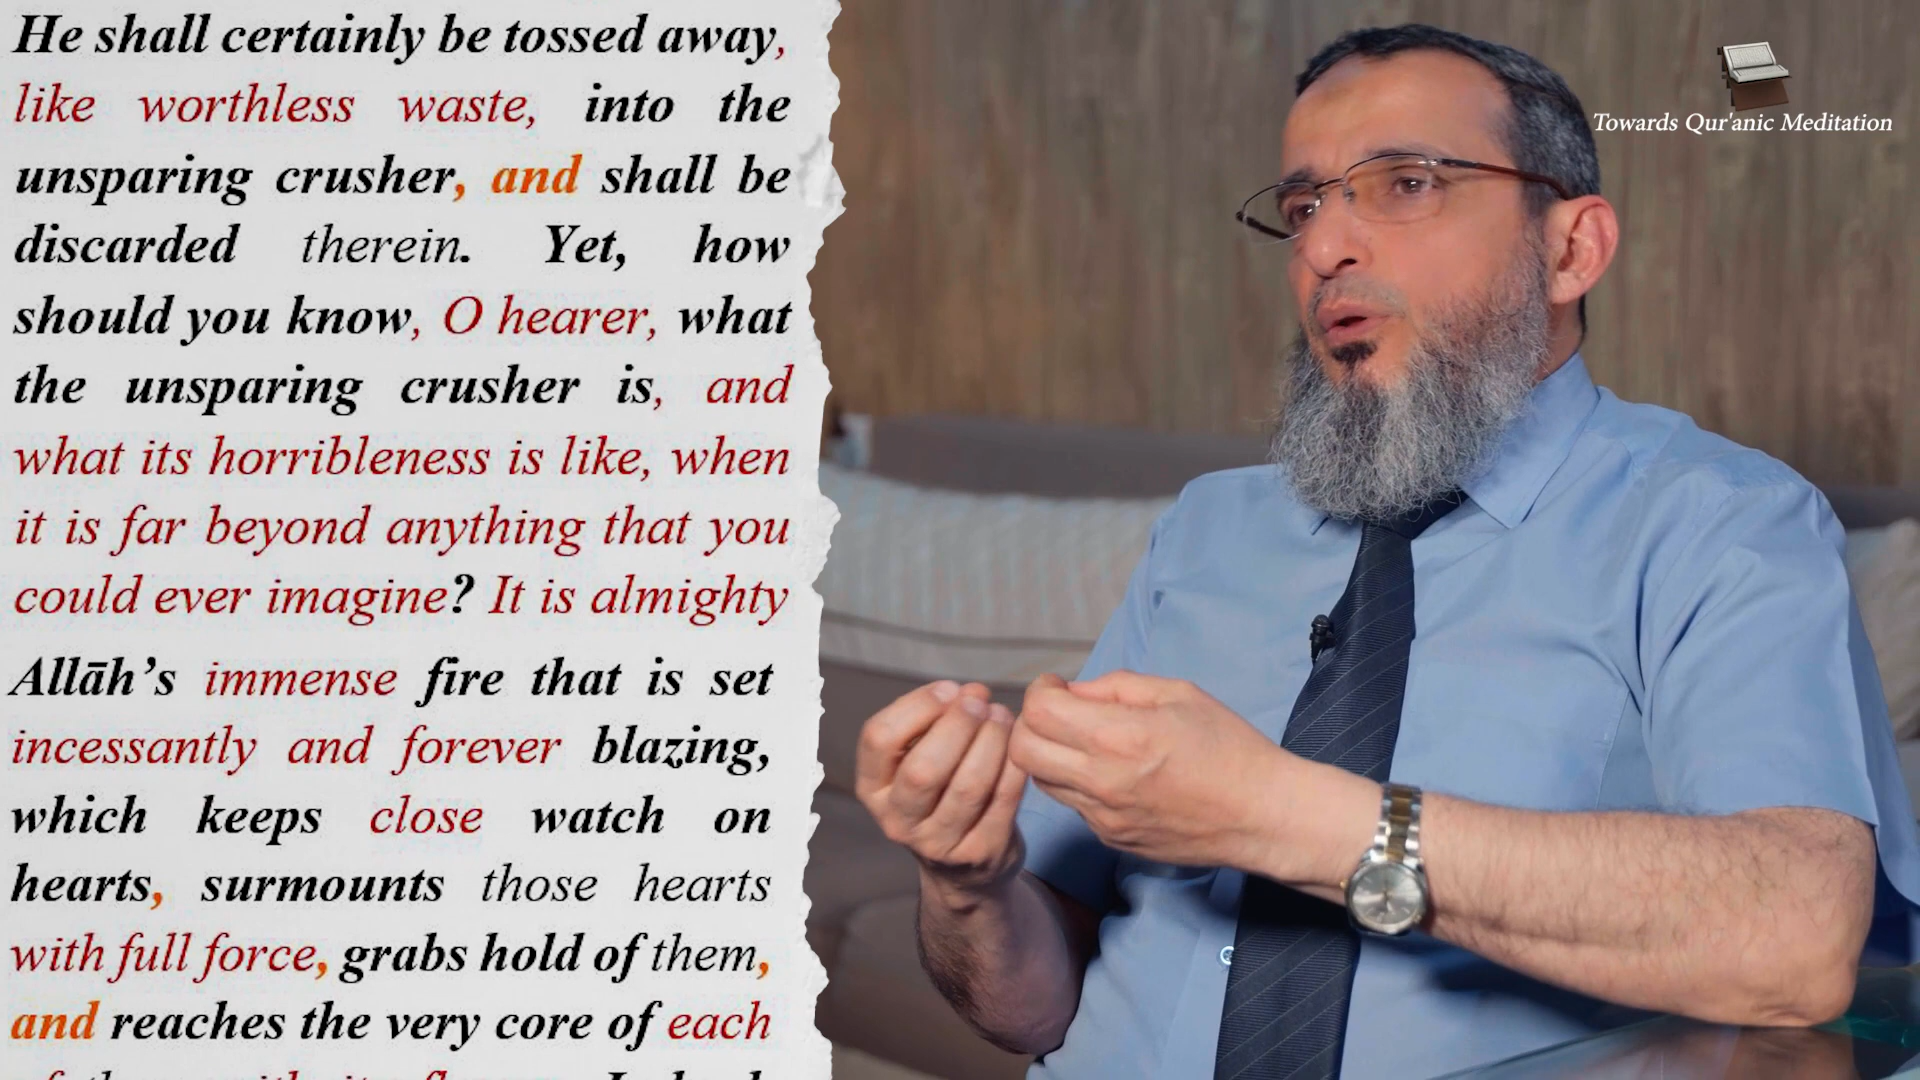 He shall certainly be tossed away,
like worthless waste, into the
unsparing crusher, and shall be
discarded therein. Yet, how
should you know, O hearer, what
the unsparing crusher is, and
what its horribleness is like, when
it is far beyond anything that you
could ever imagine? It is almighty
Allāh’s immense fire that is set
incessantly and forever blazing,
which keeps close watch on
hearts, surmounts those hearts
with full force, grabs hold of them,
and reaches the very core of each
Towards Qur'anic Meditation